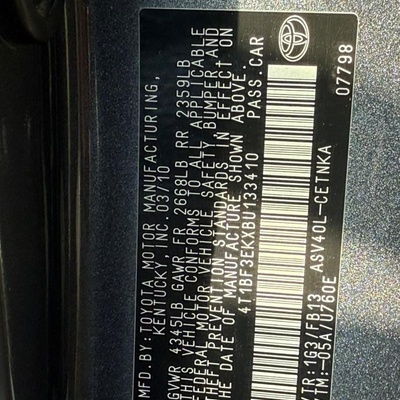 MFD.BY:TOYOTA MOTOR MANUFACTURING,
KENTUCKY, INC. 03/10
GVWR 4345LB GAWR FR 2668LB RR 2359LB
THIS VEHICLE CONFORMS TO ALL APPLICABLE
FEDERAL MOTOR VEHICLE SAFETY, BUMPER, AND
THEFT PREVENTION STANDARDS IN EFFECT ON
THE DATE OF MANUFACTURE SHOWN ABOVE.
4T1BF3EKXBU133410 PASS.CAR
C/TR:1G3/FB13 ASV40L-CETNKA
A/TM:-05A/U760E 07798
TOYOTA